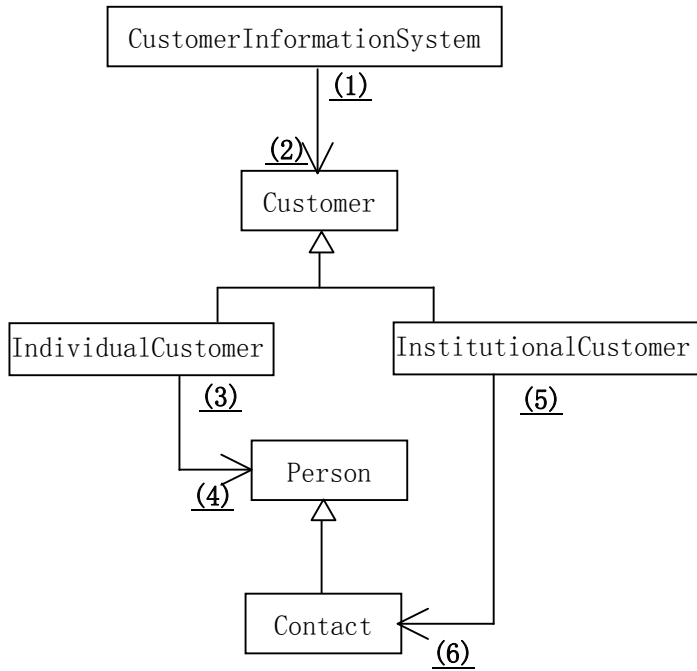 CustomerInformationSystem
(1)
(2)
Customer
IndividualCustomer
InstitutionalCustomer
(3)
(5)
Person
(4)
Contact
(6)